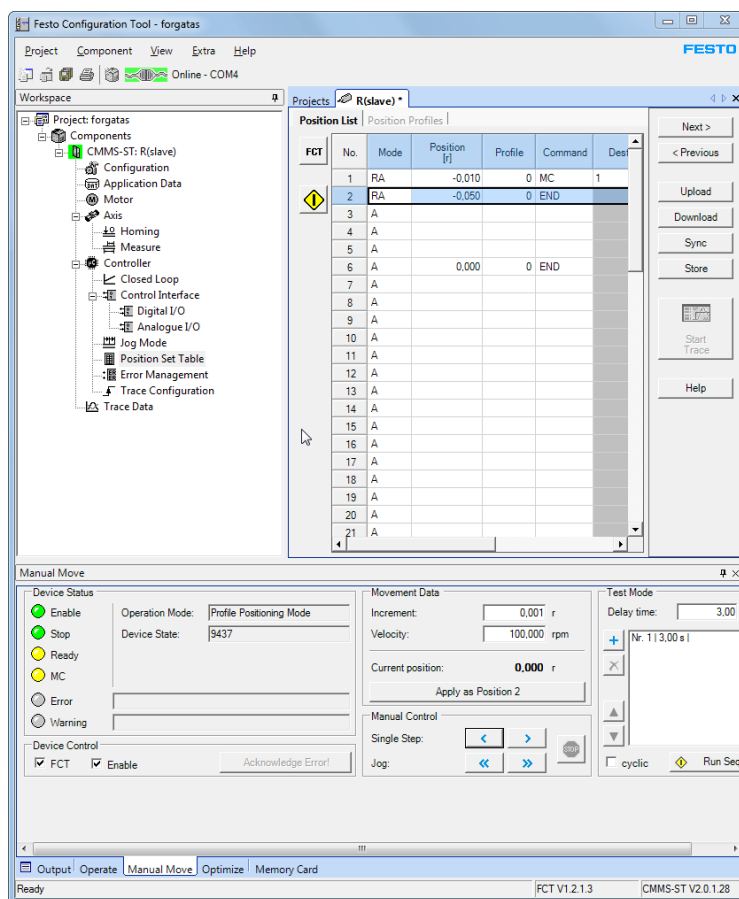 Festo Configuration Tool - forgatas
Project Component View Extra Help
FESTO
Online - COM4
Workspace
Project: forgatas
Components
CMMS-ST: R(slave)
Configuration
Application Data
Motor
Axis
Homing
Measure
Controller
Closed Loop
Control Interface
Digital I/O
Analogue I/O
Jog Mode
Position Set Table
Error Management
Trace Configuration
Trace Data
Projects R(slave) *
Position List Position Profiles
FCT
No. Mode Position [r] Profile Command Dest
1 RA -0,010 0 MC 1
2 RA -0,050 0 END
3 A
4 A
5 A
6 A 0,000 0 END
7 A
8 A
9 A
10 A
11 A
12 A
13 A
14 A
15 A
16 A
17 A
18 A
19 A
20 A
21 A
Next >
< Previous
Upload
Download
Sync
Store
Start
Trace
Help
Manual Move
Device Status
Enable
Stop
Ready
MC
Error
Warning
Operation Mode: Profile Positioning Mode
Device State: 9437
Device Control
FCT Enable Acknowledge Error!
Movement Data
Increment: 0,001 r
Velocity: 100,000 rpm
Current position: 0,000 r
Apply as Position 2
Manual Control
Single Step: < >
Jog: « »
STOP
Test Mode
Delay time: 3,00
Nr. 1 | 3,00 s |
cyclic Run Sec
Output Operate Manual Move Optimize Memory Card
Ready FCT V1.2.1.3 CMMS-ST V2.0.1.28